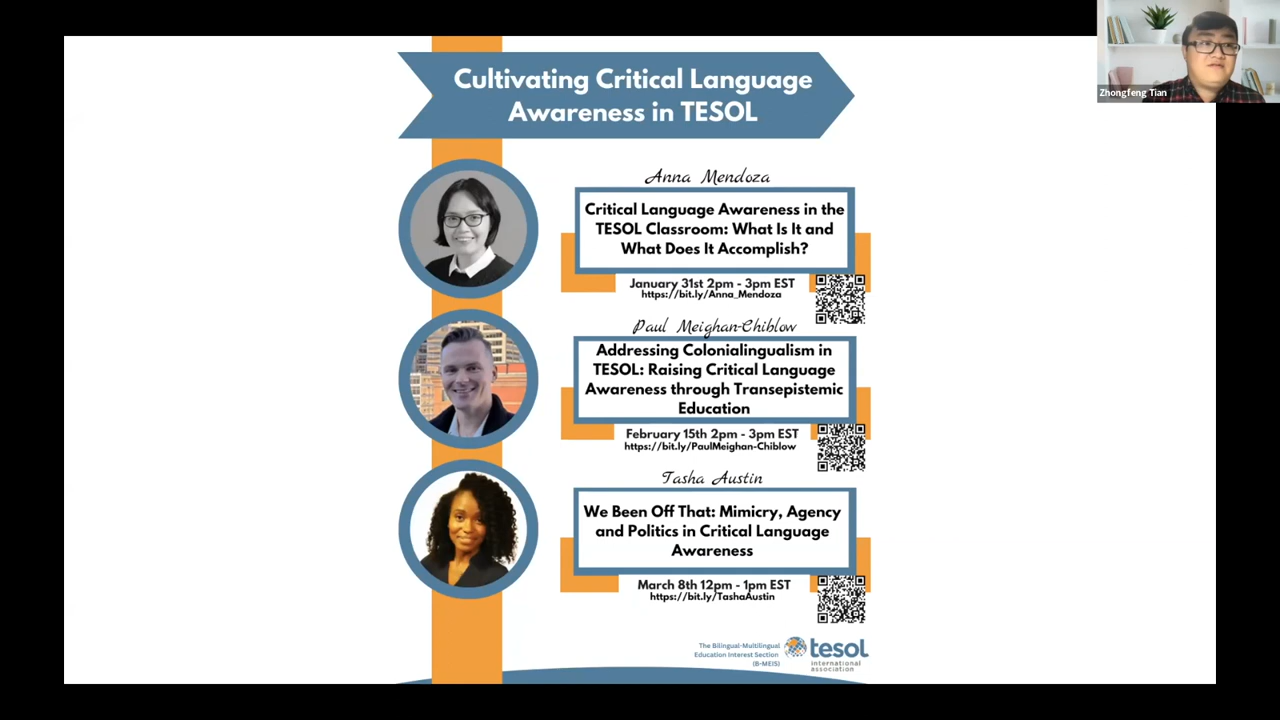 Cultivating Critical Language
Awareness in TESOL
Anna Mendoza
Critical Language Awareness in the
TESOL Classroom: What Is It and
What Does It Accomplish?
January 31st 2pm - 3pm EST
https://bit.ly/Anna_Mendoza
Paul Meighan-Chiblow
Addressing Colonialingualism in
TESOL: Raising Critical Language
Awareness through Transepistemic
Education
February 15th 2pm - 3pm EST
https://bit.ly/PaulMeighan-Chiblow
Tasha Austin
We Been Off That: Mimicry, Agency
and Politics in Critical Language
Awareness
March 8th 12pm - 1pm EST
https://bit.ly/TashaAustin
The Bilingual-Multilingual
Education Interest Section
(B-MEIS)
tesol
international
association
Zhongfeng Tian